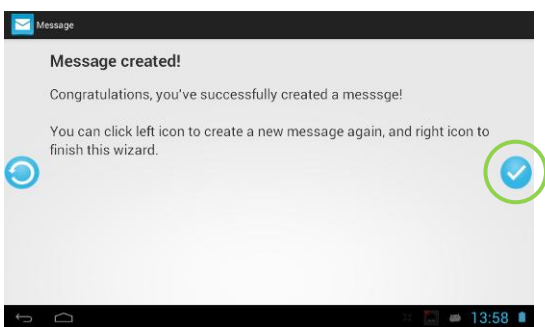 Message
Message created!
Congratulations, you've successfully created a messsge!
You can click left icon to create a new message again, and right icon to
finish this wizard.
13:58